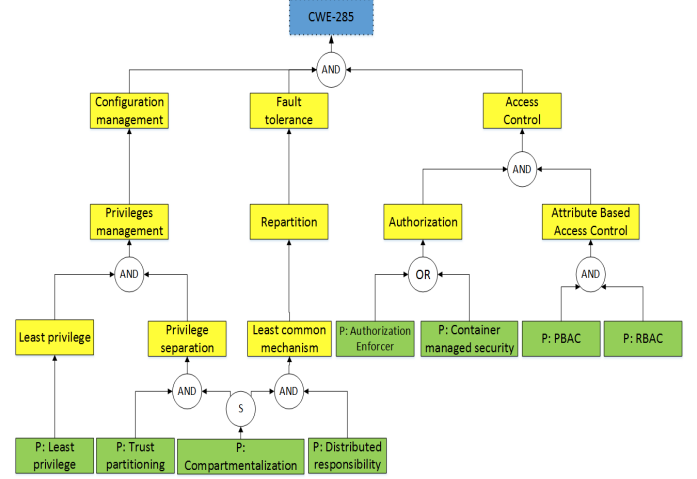 CWE-285
AND
Configuration
management
Fault
tolerance
Access
Control
AND
Privileges
management
Repartition
Authorization
Attribute Based
Access Control
AND
OR
AND
Least privilege
Privilege
separation
Least common
mechanism
P: Authorization
Enforcer
P: Container
managed security
P: PBAC
P: RBAC
AND
S
AND
P: Least
privilege
P: Trust
partitioning
P:
Compartmentalization
P: Distributed
responsibility